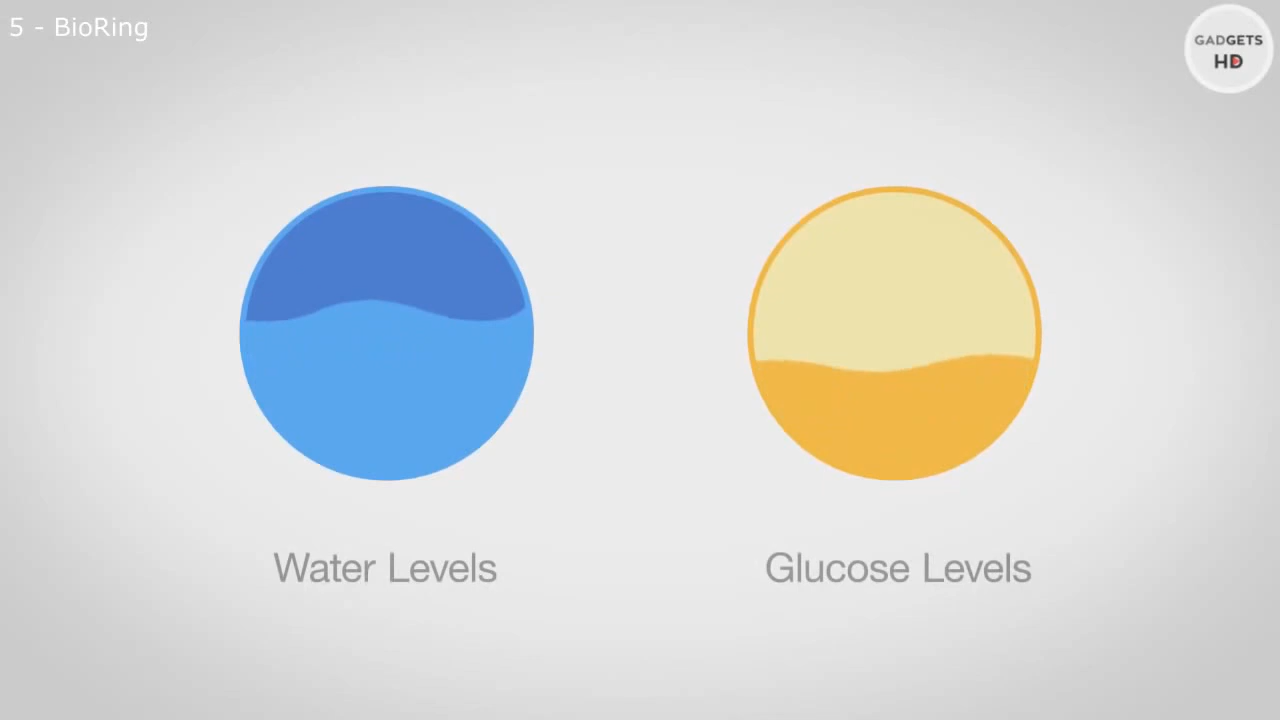 5 - BioRing
GADGETS
HD
Water Levels
Glucose Levels